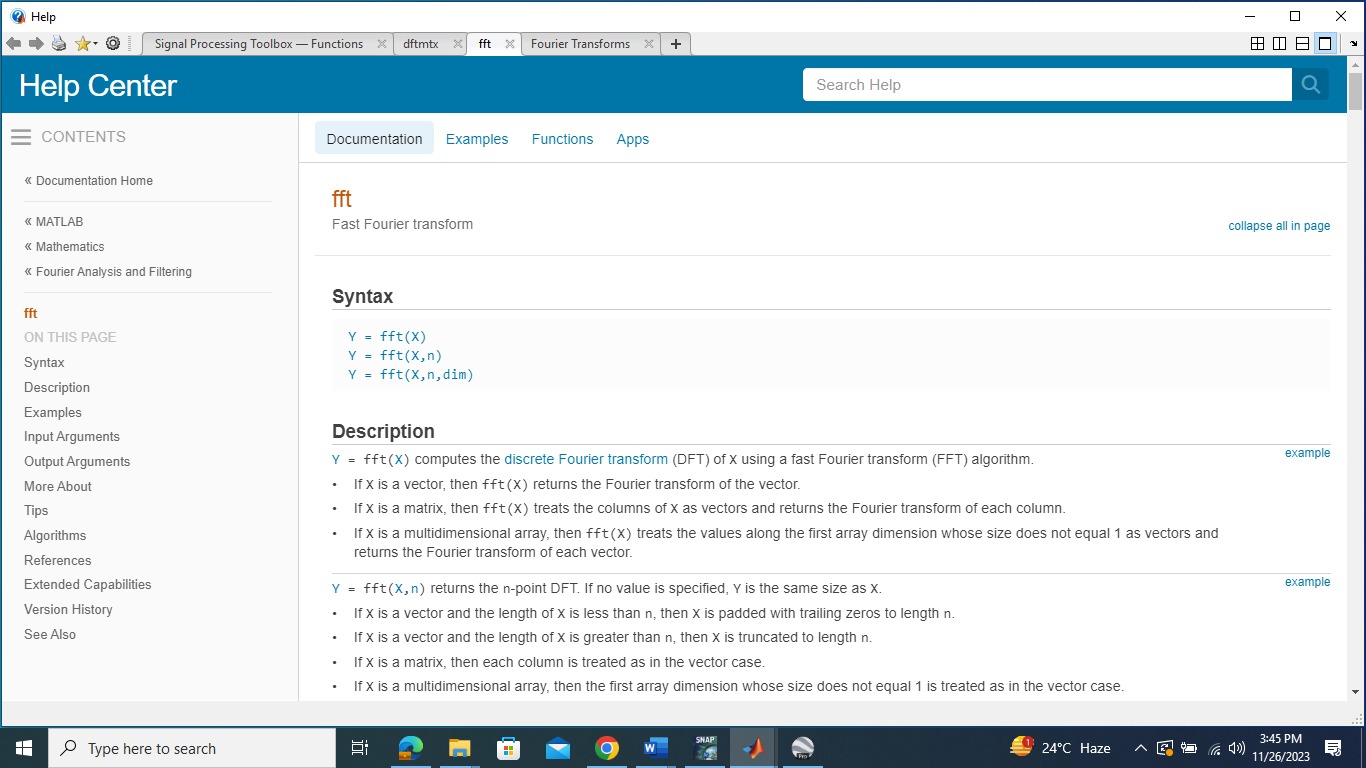 Help
Signal Processing Toolbox — Functions
dftmtx
fft
Fourier Transforms
Help Center
Search Help
CONTENTS
« Documentation Home
« MATLAB
« Mathematics
« Fourier Analysis and Filtering
fft
ON THIS PAGE
Syntax
Description
Examples
Input Arguments
Output Arguments
More About
Tips
Algorithms
References
Extended Capabilities
Version History
See Also
Documentation Examples Functions Apps
fft
Fast Fourier transform
collapse all in page
Syntax
Y = fft(X)
Y = fft(X,n)
Y = fft(X,n,dim)
Description
Y = fft(X) computes the discrete Fourier transform (DFT) of X using a fast Fourier transform (FFT) algorithm.
example
• If X is a vector, then fft(X) returns the Fourier transform of the vector.
• If X is a matrix, then fft(X) treats the columns of X as vectors and returns the Fourier transform of each column.
• If X is a multidimensional array, then fft(X) treats the values along the first array dimension whose size does not equal 1 as vectors and
returns the Fourier transform of each vector.
Y = fft(X,n) returns the n-point DFT. If no value is specified, Y is the same size as X.
example
• If X is a vector and the length of X is less than n, then X is padded with trailing zeros to length n.
• If X is a vector and the length of X is greater than n, then X is truncated to length n.
• If X is a matrix, then each column is treated as in the vector case.
• If X is a multidimensional array, then the first array dimension whose size does not equal 1 is treated as in the vector case.
Type here to search
SNAP
Pro
1
24°C Haze
3:45 PM
11/26/2023